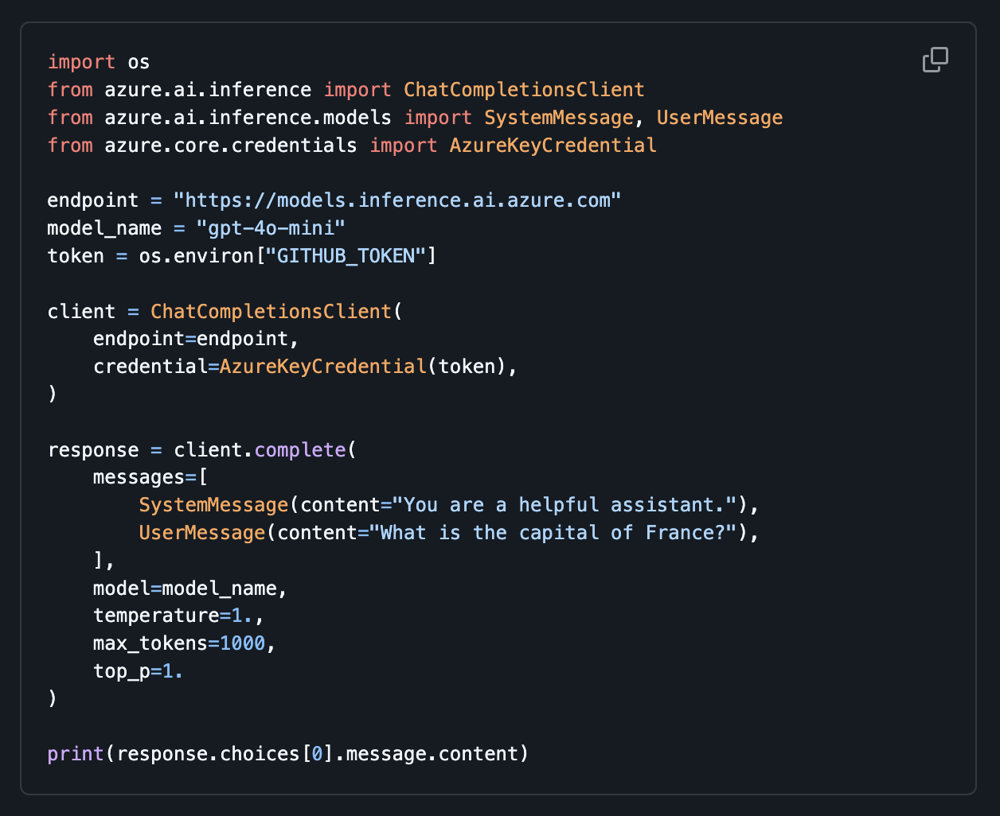 import os
from azure.ai.inference import ChatCompletionsClient
from azure.ai.inference.models import SystemMessage, UserMessage
from azure.core.credentials import AzureKeyCredential

endpoint = "https://models.inference.ai.azure.com"
model_name = "gpt-4o-mini"
token = os.environ["GITHUB_TOKEN"]

client = ChatCompletionsClient(
    endpoint=endpoint,
    credential=AzureKeyCredential(token),
)

response = client.complete(
    messages=[
        SystemMessage(content="You are a helpful assistant."),
        UserMessage(content="What is the capital of France?"),
    ],
    model=model_name,
    temperature=1.,
    max_tokens=1000,
    top_p=1.
)

print(response.choices[0].message.content)